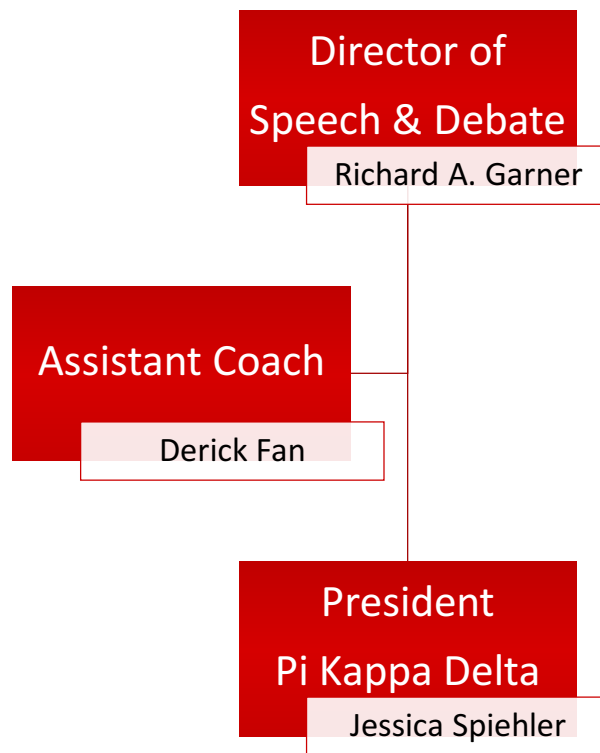 Director of
Speech & Debate
Richard A. Garner
Assistant Coach
Derick Fan
President
Pi Kappa Delta
Jessica Spiehler